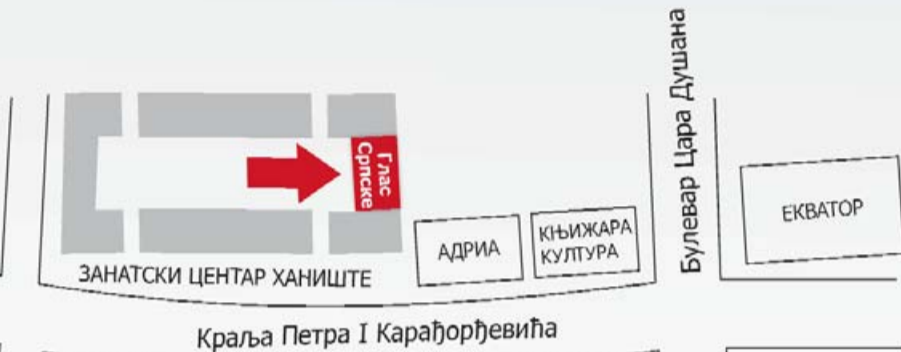 Глас
Српске
ЗАНАТСКИ ЦЕНТАР ХАНИШТЕ
АДРИА
КЊИЖАРА
КУЛТУРА
Булевар Цара Душана
ЕКВАТОР
Краља Петра I Карађорђевића